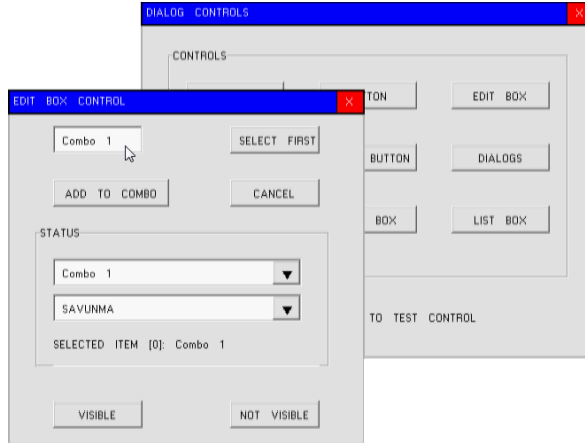 DIALOG CONTROLS
CONTROLS
EDIT BOX
BUTTON
DIALOGS
BOX
LIST BOX
TO TEST CONTROL
EDIT BOX CONTROL
Combo 1
SELECT FIRST
ADD TO COMBO
CANCEL
STATUS
Combo 1
SAVUNMA
SELECTED ITEM [0]: Combo 1
VISIBLE
NOT VISIBLE